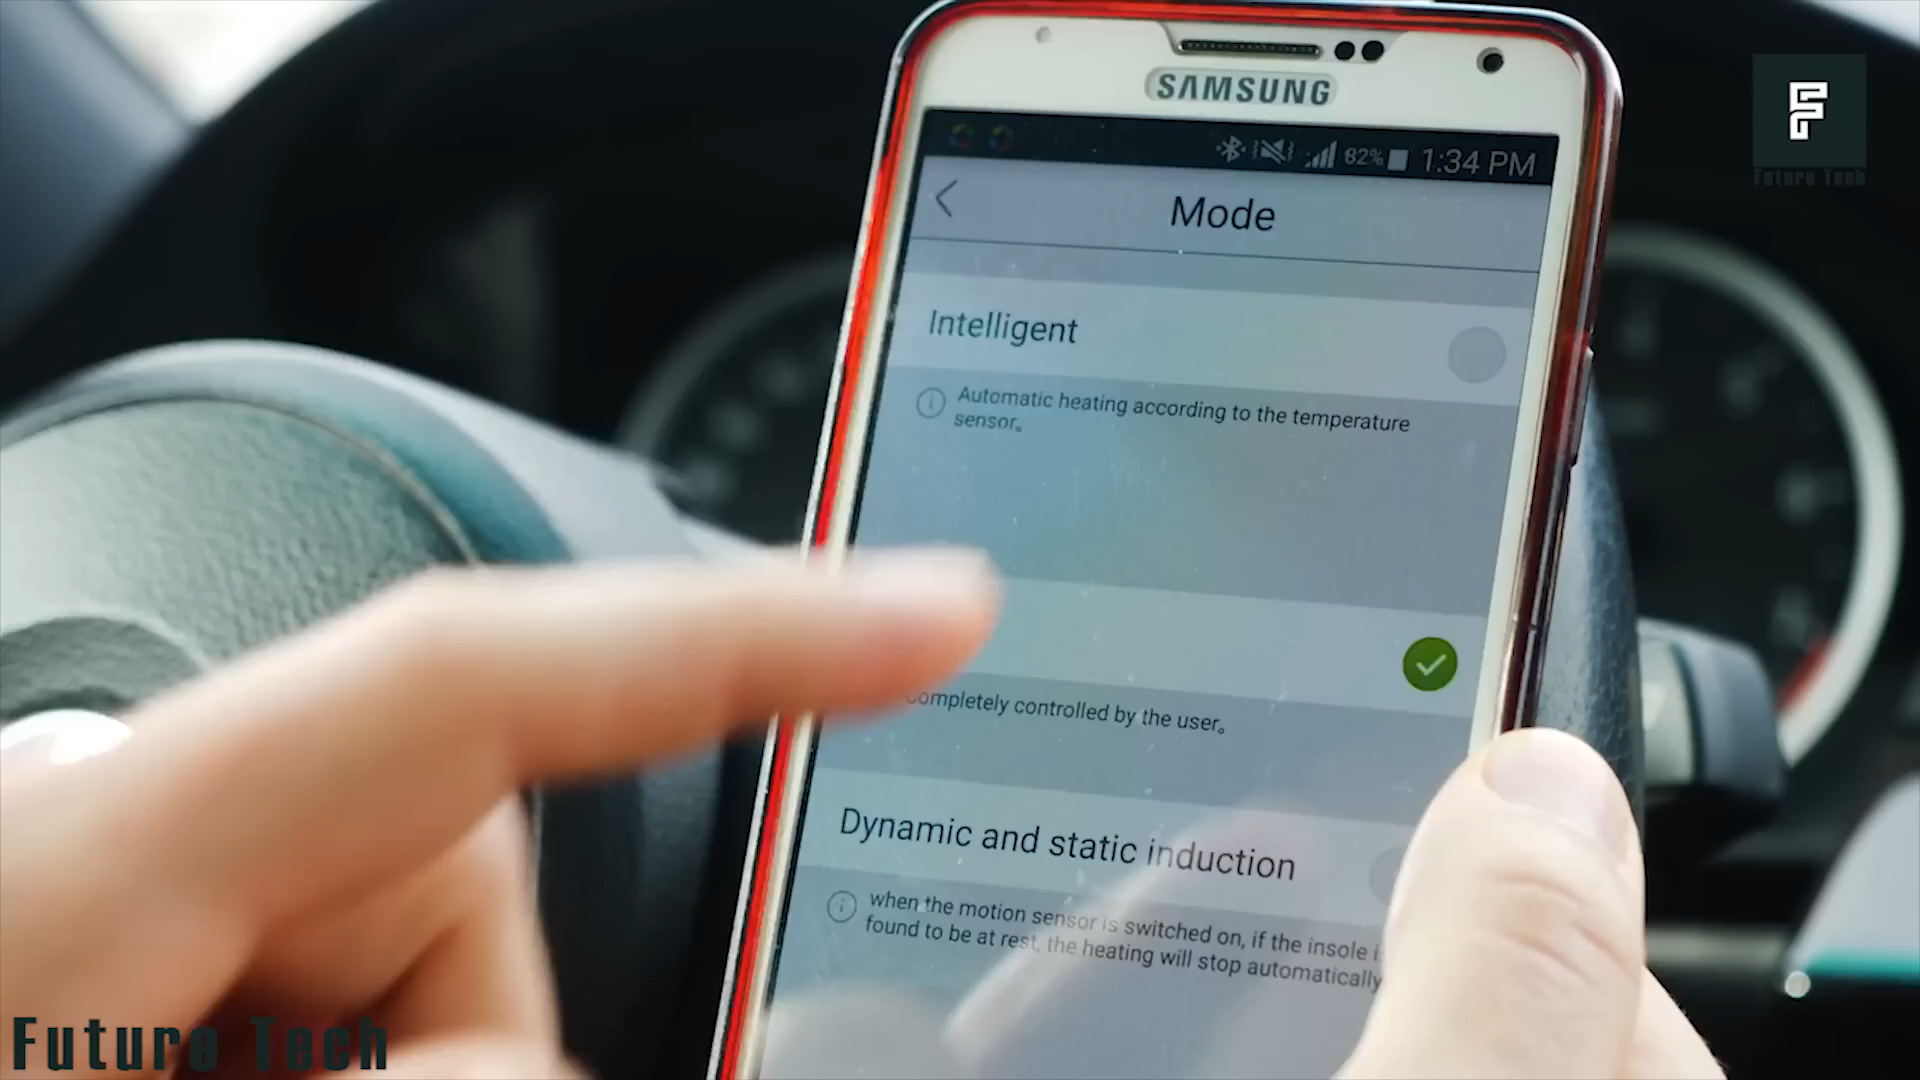 SAMSUNG
82% 1:34 PM
Future Tech
Mode
Intelligent
Automatic heating according to the temperature
sensor。
completely controlled by the user。
Dynamic and static induction
when the motion sensor is switched on, if the insole
found to be at rest, the heating will stop automatically
Future Tech